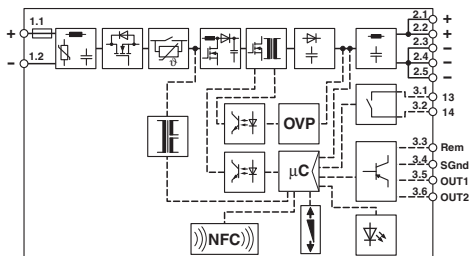 1.1
+
1.2
−
ϑ
2.1
+
2.2
+
2.3
−
2.4
−
2.5
−
3.1
13
3.2
14
OVP
µC
3.3
Rem
3.4
SGnd
3.5
OUT1
3.6
OUT2
NFC